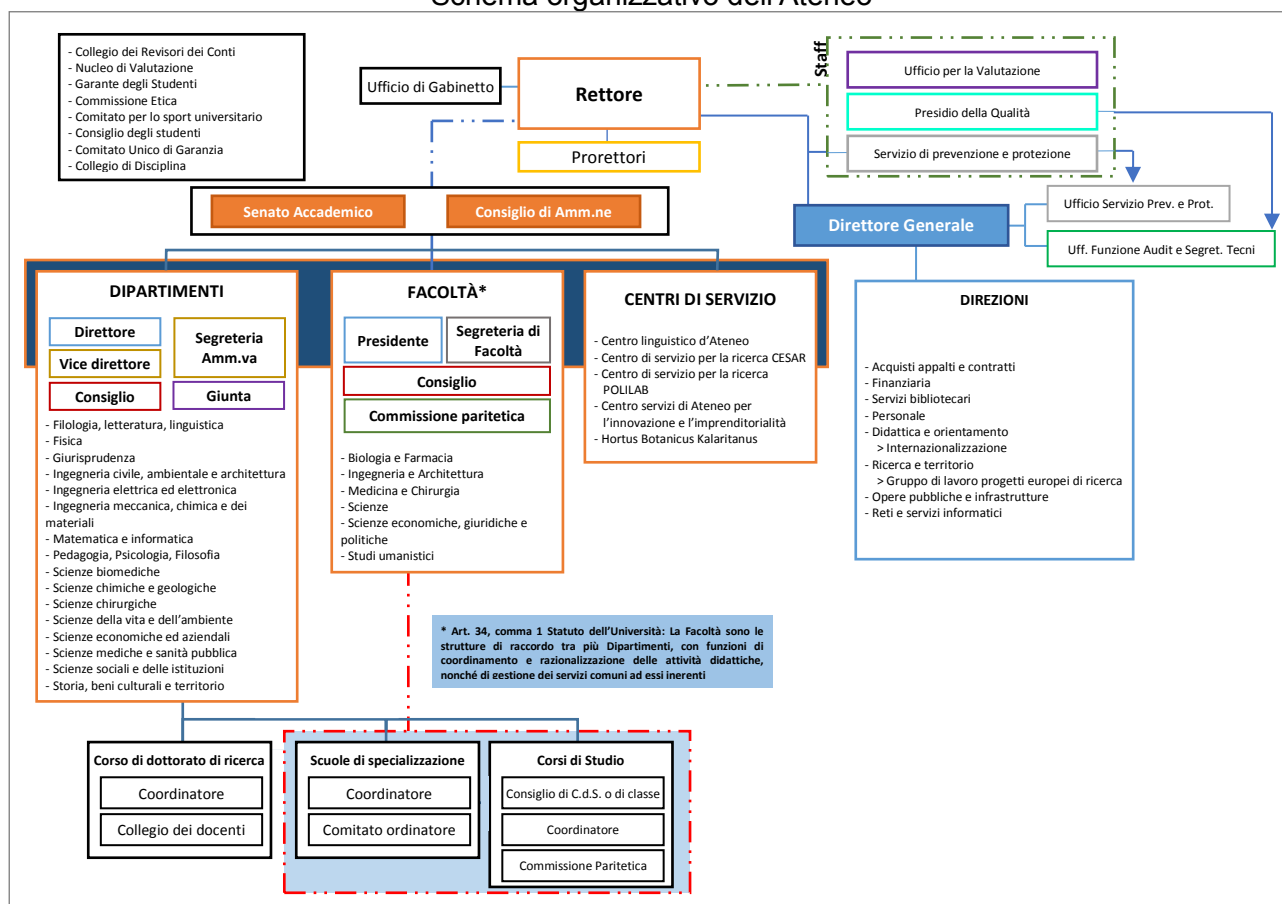 Schema organizzativo dell'Ateneo
- Collegio dei Revisori dei Conti
- Nucleo di Valutazione
- Garante degli Studenti
- Commissione Etica
- Comitato per lo sport universitario
- Consiglio degli studenti
- Comitato Unico di Garanzia
- Collegio di Disciplina
Ufficio di Gabinetto
Rettore
Prorettori
Staff
Ufficio per la Valutazione
Presidio della Qualità
Servizio di prevenzione e protezione
Senato Accademico
Consiglio di Amm.ne
Direttore Generale
Ufficio Servizio Prev. e Prot.
Uff. Funzione Audit e Segret. Tecni
DIPARTIMENTI
Direttore
Vice direttore
Consiglio
Segreteria
Amm.va
Giunta
- Filologia, letteratura, linguistica
- Fisica
- Giurisprudenza
- Ingegneria civile, ambientale e architettura
- Ingegneria elettrica ed elettronica
- Ingegneria meccanica, chimica e dei
materiali
- Matematica e informatica
- Pedagogia, Psicologia, Filosofia
- Scienze biomediche
- Scienze chimiche e geologiche
- Scienze chirurgiche
- Scienze della vita e dell'ambiente
- Scienze economiche ed aziendali
- Scienze mediche e sanità pubblica
- Scienze sociali e delle istituzioni
- Storia, beni culturali e territorio
FACOLTÀ*
Presidente
Segreteria di
Facoltà
Consiglio
Commissione paritetica
- Biologia e Farmacia
- Ingegneria e Architettura
- Medicina e Chirurgia
- Scienze
- Scienze economiche, giuridiche e
politiche
- Studi umanistici
CENTRI DI SERVIZIO
- Centro linguistico d'Ateneo
- Centro di servizio per la ricerca CESAR
- Centro di servizio per la ricerca
POLILAB
- Centro servizi di Ateneo per
l'innovazione e l'imprenditorialità
- Hortus Botanicus Kalaritanus
DIREZIONI
- Acquisti appalti e contratti
- Finanziaria
- Servizi bibliotecari
- Personale
- Didattica e orientamento
> Internazionalizzazione
- Ricerca e territorio
> Gruppo di lavoro progetti europei di ricerca
- Opere pubbliche e infrastrutture
- Reti e servizi informatici
* Art. 34, comma 1 Statuto dell'Università: La Facoltà sono le
strutture di raccordo tra più Dipartimenti, con funzioni di
coordinamento e razionalizzazione delle attività didattiche,
nonché di gestione dei servizi comuni ad essi inerenti
Corso di dottorato di ricerca
Coordinatore
Collegio dei docenti
Scuole di specializzazione
Coordinatore
Comitato ordinatore
Corsi di Studio
Consiglio di C.d.S. o di classe
Coordinatore
Commissione Paritetica